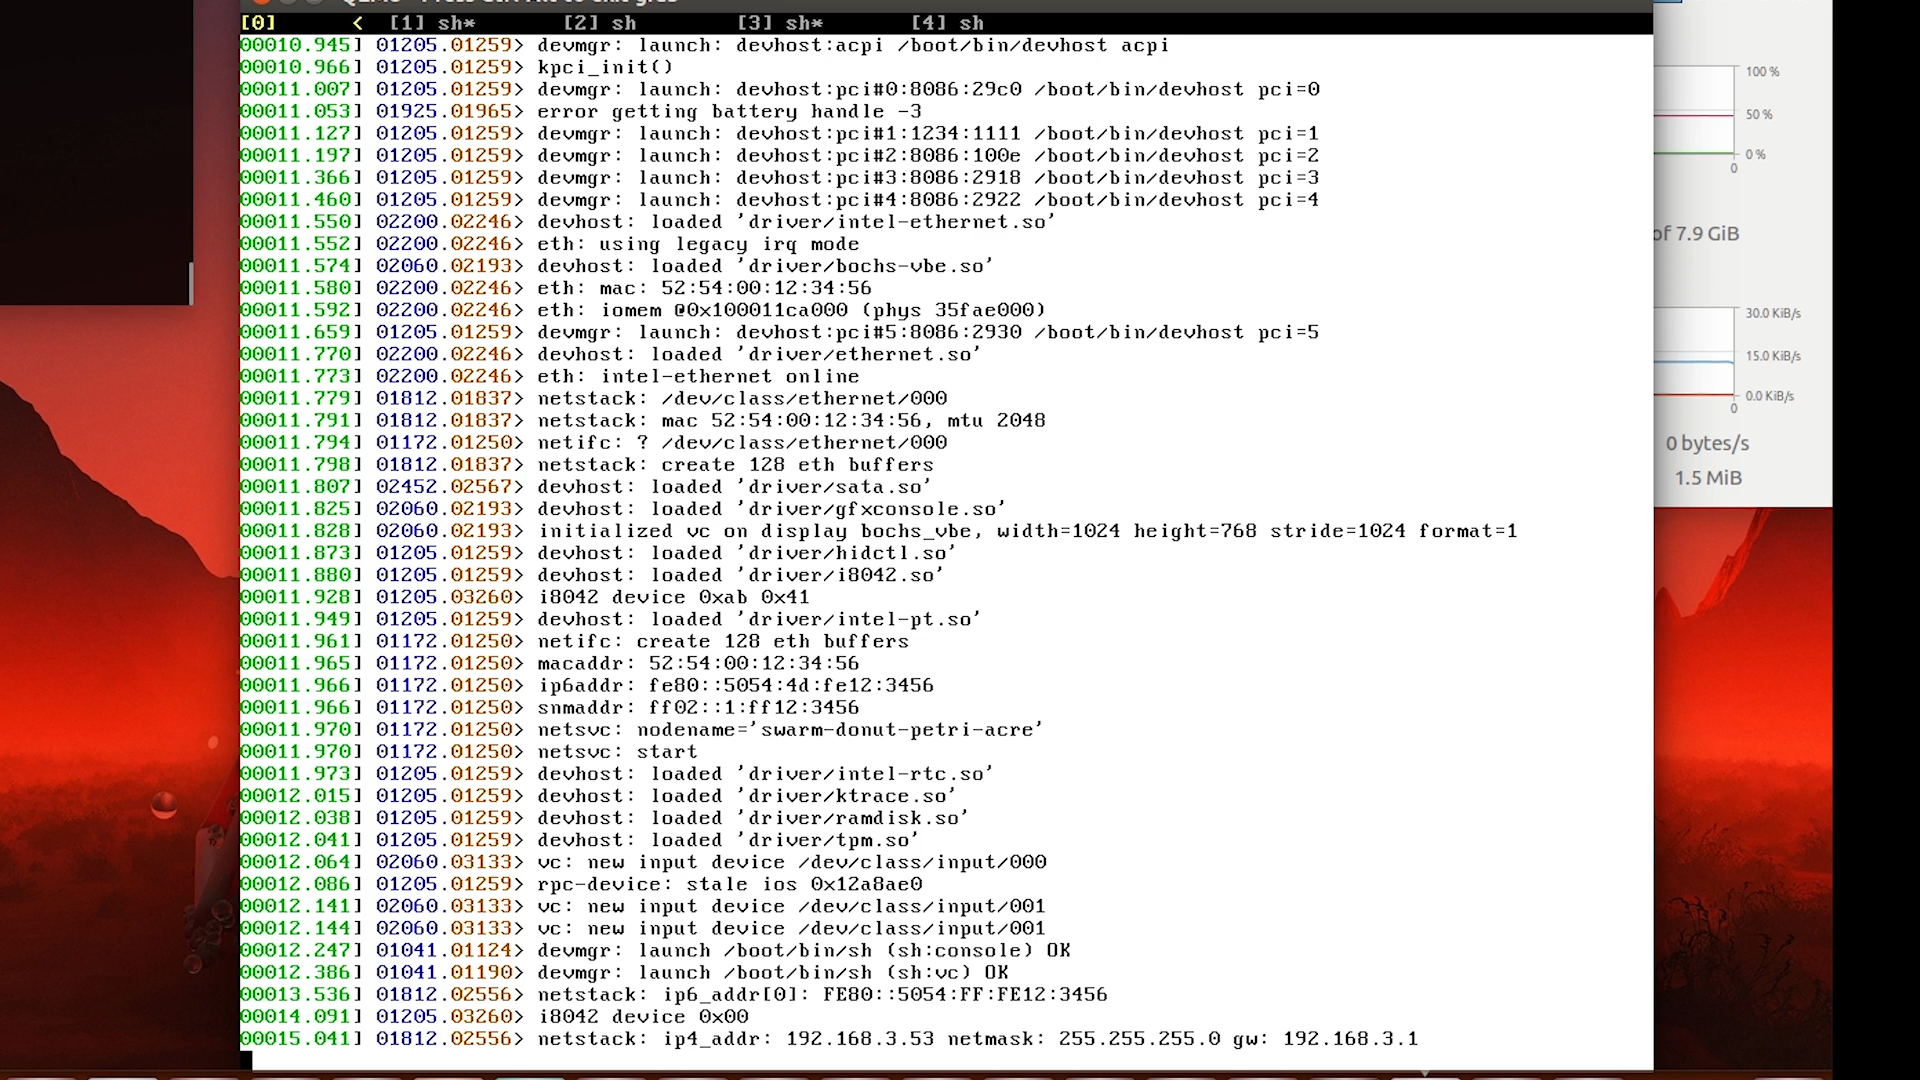 [0] < [1] sh* [2] sh [3] sh* [4] sh
00010.945] 01205.01259> devmgr: launch: devhost:acpi /boot/bin/devhost acpi
00010.966] 01205.01259> kpci_init()
00011.007] 01205.01259> devmgr: launch: devhost:pci#0:8086:29c0 /boot/bin/devhost pci=0
00011.053] 01925.01965> error getting battery handle -3
00011.127] 01205.01259> devmgr: launch: devhost:pci#1:1234:1111 /boot/bin/devhost pci=1
00011.197] 01205.01259> devmgr: launch: devhost:pci#2:8086:100e /boot/bin/devhost pci=2
00011.366] 01205.01259> devmgr: launch: devhost:pci#3:8086:2918 /boot/bin/devhost pci=3
00011.460] 01205.01259> devmgr: launch: devhost:pci#4:8086:2922 /boot/bin/devhost pci=4
00011.550] 02200.02246> devhost: loaded 'driver/intel-ethernet.so'
00011.552] 02200.02246> eth: using legacy irq mode
00011.574] 02060.02193> devhost: loaded 'driver/bochs-vbe.so'
00011.580] 02200.02246> eth: mac: 52:54:00:12:34:56
00011.592] 02200.02246> eth: iomem @0x100011ca000 (phys 35fae000)
00011.659] 01205.01259> devmgr: launch: devhost:pci#5:8086:2930 /boot/bin/devhost pci=5
00011.770] 02200.02246> devhost: loaded 'driver/ethernet.so'
00011.773] 02200.02246> eth: intel-ethernet online
00011.779] 01812.01837> netstack: /dev/class/ethernet/000
00011.791] 01812.01837> netstack: mac 52:54:00:12:34:56, mtu 2048
00011.794] 01172.01250> netifc: ? /dev/class/ethernet/000
00011.798] 01812.01837> netstack: create 128 eth buffers
00011.807] 02452.02567> devhost: loaded 'driver/sata.so'
00011.825] 02060.02193> devhost: loaded 'driver/gfxconsole.so'
00011.828] 02060.02193> initialized vc on display bochs_vbe, width=1024 height=768 stride=1024 format=1
00011.873] 01205.01259> devhost: loaded 'driver/hidctl.so'
00011.880] 01205.01259> devhost: loaded 'driver/i8042.so'
00011.928] 01205.03260> i8042 device 0xab 0x41
00011.949] 01205.01259> devhost: loaded 'driver/intel-pt.so'
00011.961] 01172.01250> netifc: create 128 eth buffers
00011.965] 01172.01250> macaddr: 52:54:00:12:34:56
00011.966] 01172.01250> ip6addr: fe80::5054:4d:fe12:3456
00011.966] 01172.01250> snmaddr: ff02::1:ff12:3456
00011.970] 01172.01250> netsvc: nodename='swarm-donut-petri-acre'
00011.970] 01172.01250> netsvc: start
00011.973] 01205.01259> devhost: loaded 'driver/intel-rtc.so'
00012.015] 01205.01259> devhost: loaded 'driver/ktrace.so'
00012.038] 01205.01259> devhost: loaded 'driver/ramdisk.so'
00012.041] 01205.01259> devhost: loaded 'driver/tpm.so'
00012.064] 02060.03133> vc: new input device /dev/class/input/000
00012.086] 01205.01259> rpc-device: stale ios 0x12a8ae0
00012.141] 02060.03133> vc: new input device /dev/class/input/001
00012.144] 02060.03133> vc: new input device /dev/class/input/001
00012.247] 01041.01124> devmgr: launch /boot/bin/sh (sh:console) OK
00012.386] 01041.01190> devmgr: launch /boot/bin/sh (sh:vc) OK
00013.536] 01812.02556> netstack: ip6_addr[0]: FE80::5054:FF:FE12:3456
00014.091] 01205.03260> i8042 device 0x00
00015.041] 01812.02556> netstack: ip4_addr: 192.168.3.53 netmask: 255.255.255.0 gw: 192.168.3.1
100 %
50 %
0 %
0
of 7.9 GiB
30.0 KiB/s
15.0 KiB/s
0.0 KiB/s
0
0 bytes/s
1.5 MiB